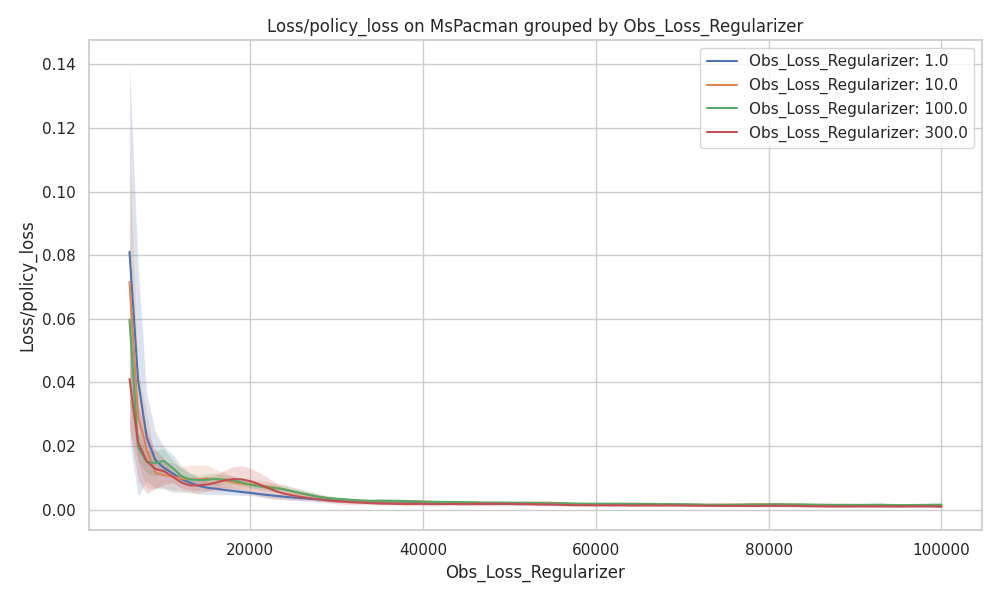 Loss/policy_loss on MsPacman grouped by Obs_Loss_Regularizer
Obs_Loss_Regularizer: 1.0
Obs_Loss_Regularizer: 10.0
Obs_Loss_Regularizer: 100.0
Obs_Loss_Regularizer: 300.0
Loss/policy_loss
0.14
0.12
0.10
0.08
0.06
0.04
0.02
0.00
20000
40000
60000
80000
100000
Obs_Loss_Regularizer